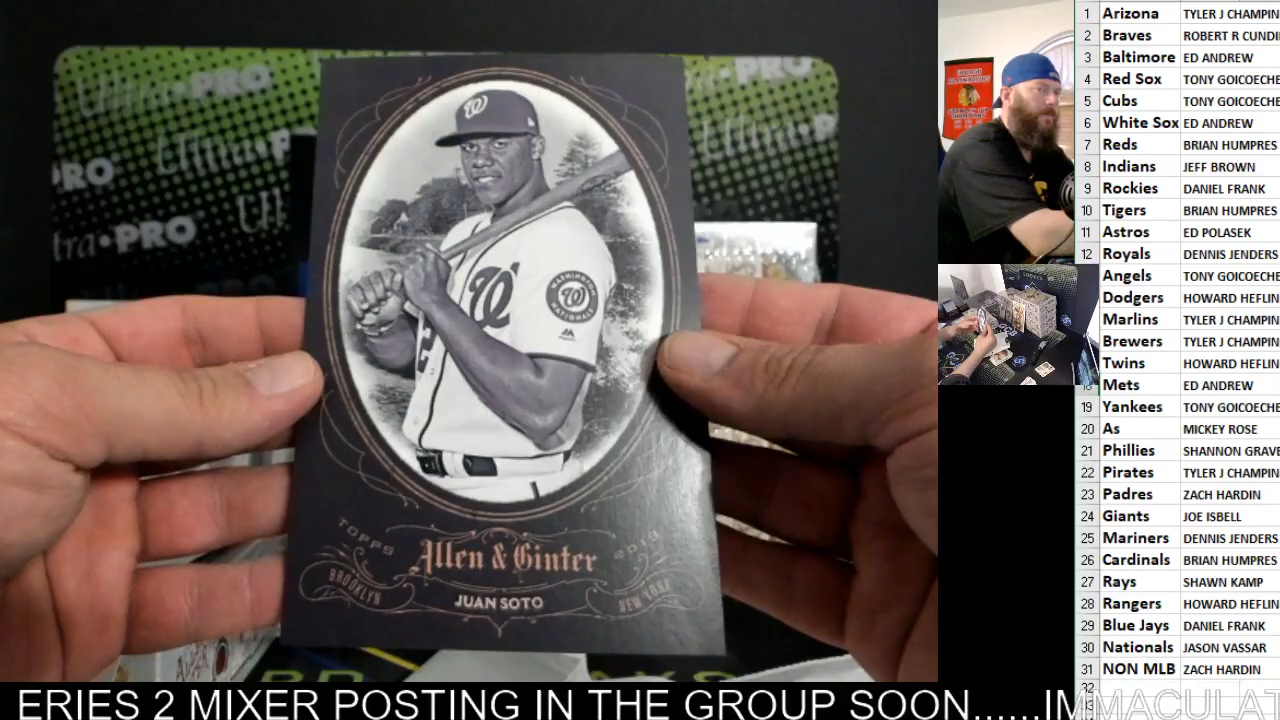 PRO
PRO
tra•PRO
TOPPS
Allen & Ginter
BROOKLYN
NEW YORK
JUAN SOTO
WASHINGTON
NATIONALS
W
W
1 Arizona TYLER J CHAMPIN
2 Braves ROBERT R CUNDI
3 Baltimore ED ANDREW
4 Red Sox TONY GOICOECHE
5 Cubs TONY GOICOECHE
6 White Sox ED ANDREW
7 Reds BRIAN HUMPRES
8 Indians JEFF BROWN
9 Rockies DANIEL FRANK
10 Tigers BRIAN HUMPRES
11 Astros ED POLASEK
12 Royals DENNIS JENDERS
Angels TONY GOICOECHE
Dodgers HOWARD HEFLIN
Marlins TYLER J CHAMPIN
Brewers TYLER J CHAMPIN
Twins HOWARD HEFLIN
Mets ED ANDREW
19 Yankees TONY GOICOECHE
20 As MICKEY ROSE
21 Phillies SHANNON GRAVE
22 Pirates TYLER J CHAMPIN
23 Padres ZACH HARDIN
24 Giants JOE ISBELL
25 Mariners DENNIS JENDERS
26 Cardinals BRIAN HUMPRES
27 Rays SHAWN KAMP
28 Rangers HOWARD HEFLIN
29 Blue Jays DANIEL FRANK
30 Nationals JASON VASSAR
31 NON MLB ZACH HARDIN
ERIES 2 MIXER POSTING IN THE GROUP SOON......IMMACULAT